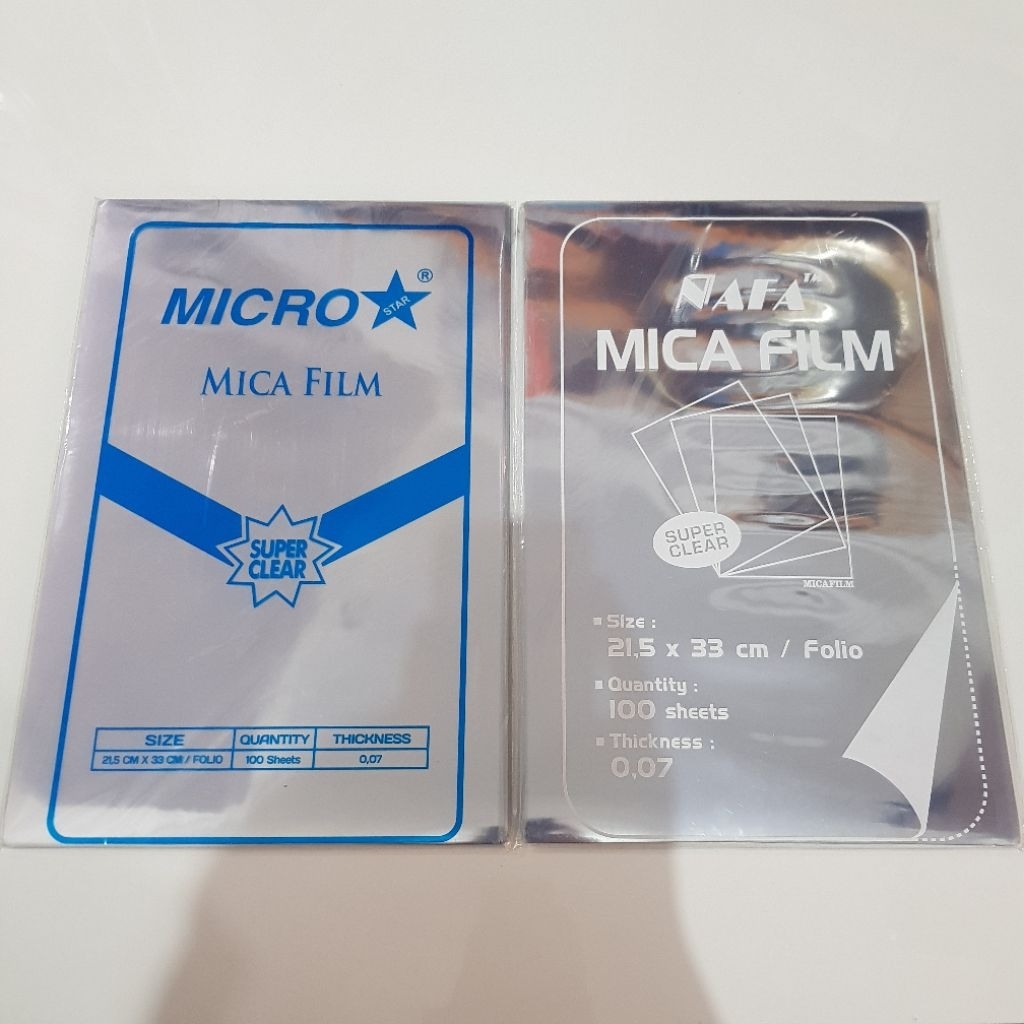 MICRO STAR ®
MICA FILM
SUPER
CLEAR
SIZE QUANTITY THICKNESS
21,5 CM X 33 CM / FOLIO 100 Sheets 0,07
NAFA™
MICA FILM
SUPER
CLEAR
MICAFILM
Size :
21,5 x 33 cm / Folio
Quantity :
100 sheets
Thickness :
0,07